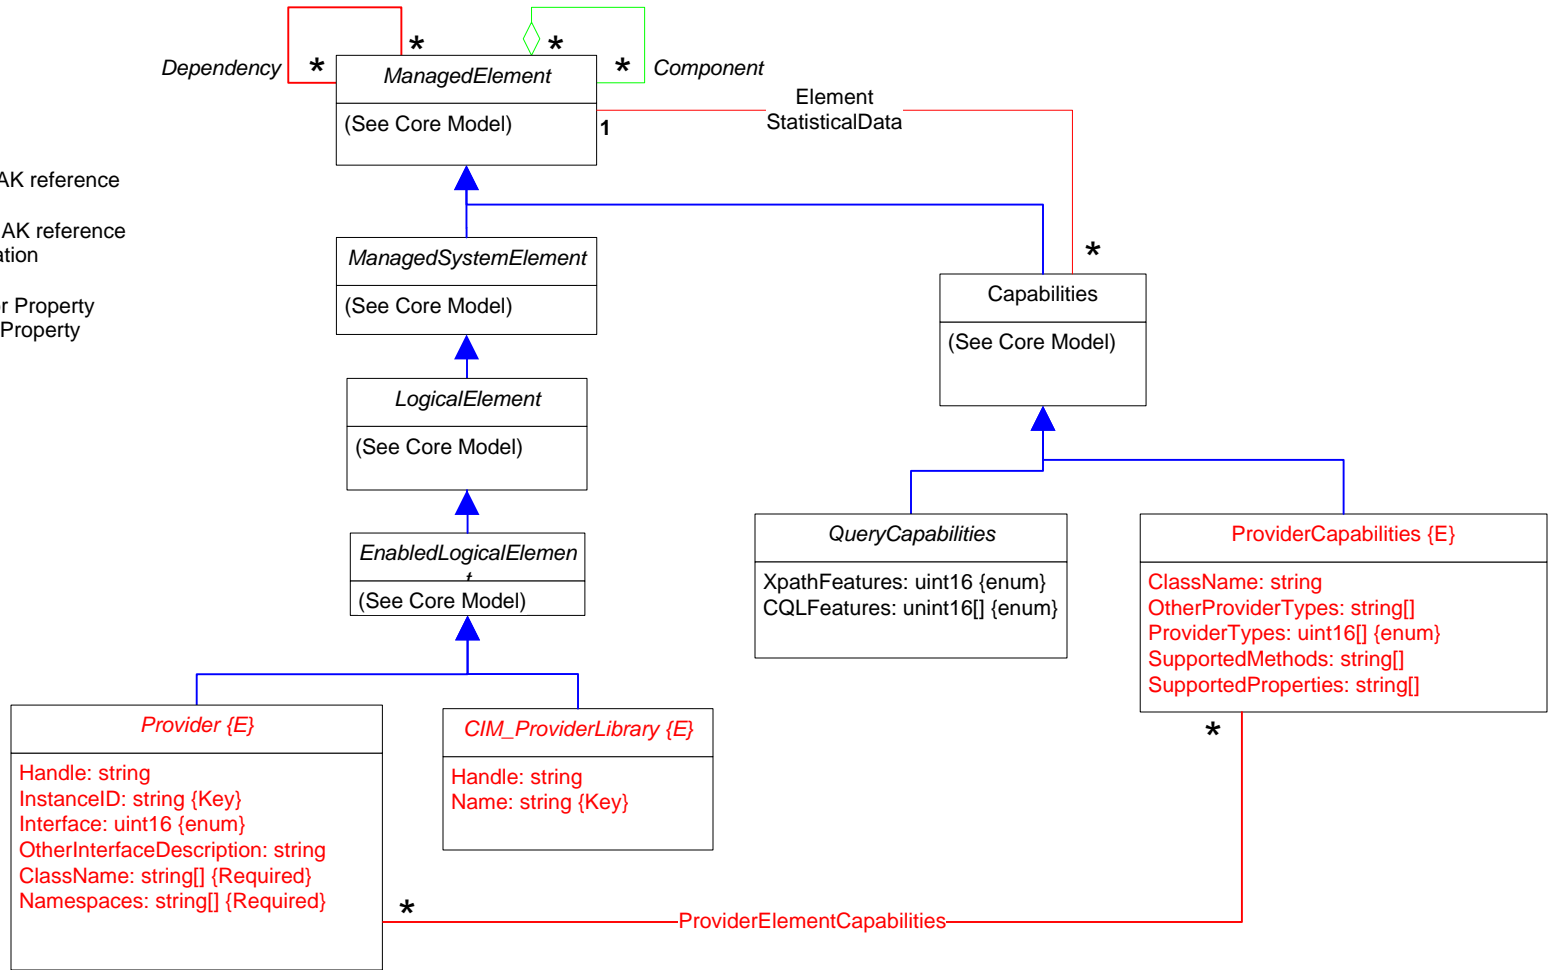 *
*
Dependency
*
ManagedElement
*
Component
(See Core Model)
1
Element
StatisticalData
AK reference
AK reference
ation
r Property
Property
ManagedSystemElement
(See Core Model)
*
Capabilities
(See Core Model)
LogicalElement
(See Core Model)
EnabledLogicalElemen
t
(See Core Model)
QueryCapabilities
XpathFeatures: uint16 {enum}
CQLFeatures: unint16[] {enum}
ProviderCapabilities {E}
ClassName: string
OtherProviderTypes: string[]
ProviderTypes: uint16[] {enum}
SupportedMethods: string[]
SupportedProperties: string[]
*
Provider {E}
Handle: string
InstanceID: string {Key}
Interface: uint16 {enum}
OtherInterfaceDescription: string
ClassName: string[] {Required}
Namespaces: string[] {Required}
CIM_ProviderLibrary {E}
Handle: string
Name: string {Key}
*
ProviderElementCapabilities